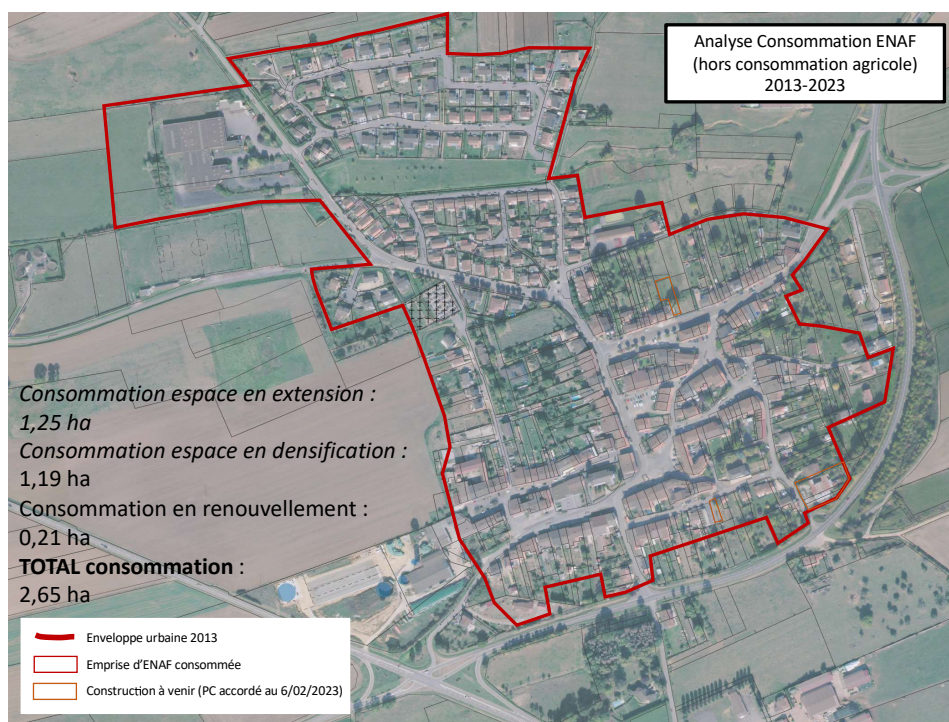 Analyse Consommation ENAF
(hors consommation agricole)
2013-2023
Consommation espace en extension :
1,25 ha
Consommation espace en densification :
1,19 ha
Consommation en renouvellement :
0,21 ha
TOTAL consommation :
2,65 ha
Enveloppe urbaine 2013
Emprise d’ENAF consommée
Construction à venir (PC accordé au 6/02/2023)